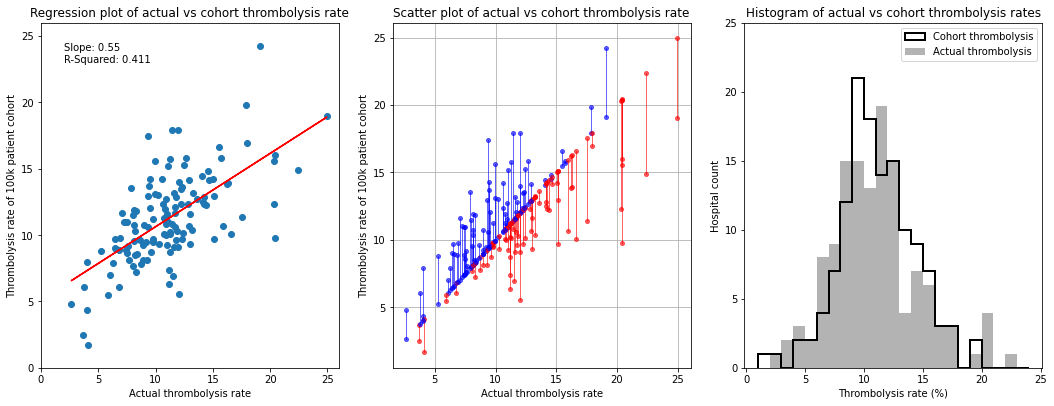 Regression plot of actual vs cohort thrombolysis rate
Slope: 0.55
R-Squared: 0.411
Thrombolysis rate of 100k patient cohort
25
20
15
10
5
0
0 5 10 15 20 25
Actual thrombolysis rate
Scatter plot of actual vs cohort thrombolysis rate
Thrombolysis rate of 100k patient cohort
25
20
15
10
5
5 10 15 20 25
Actual thrombolysis rate
Histogram of actual vs cohort thrombolysis rates
Cohort thrombolysis
Actual thrombolysis
Hospital count
25
20
15
10
5
0
0 5 10 15 20 25
Thrombolysis rate (%)